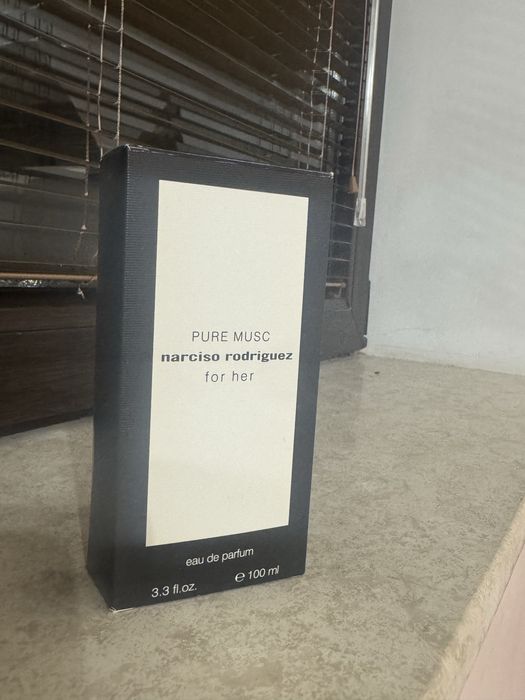 PURE MUSC
narciso rodriguez
for her
eau de parfum
3.3 fl.oz. ℮ 100 ml